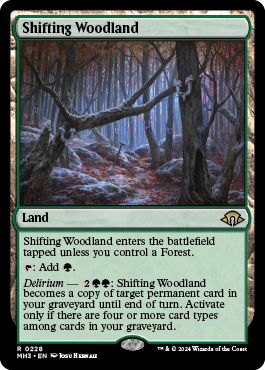 Shifting Woodland
Land
Shifting Woodland enters the battlefield
tapped unless you control a Forest.
: Add .
Delirium — 2: Shifting Woodland
becomes a copy of target permanent card in
your graveyard until end of turn. Activate
only if there are four or more card types
among cards in your graveyard.
R 0228
MH3 • EN Josu Hernaiz
™ & © 2024 Wizards of the Coast